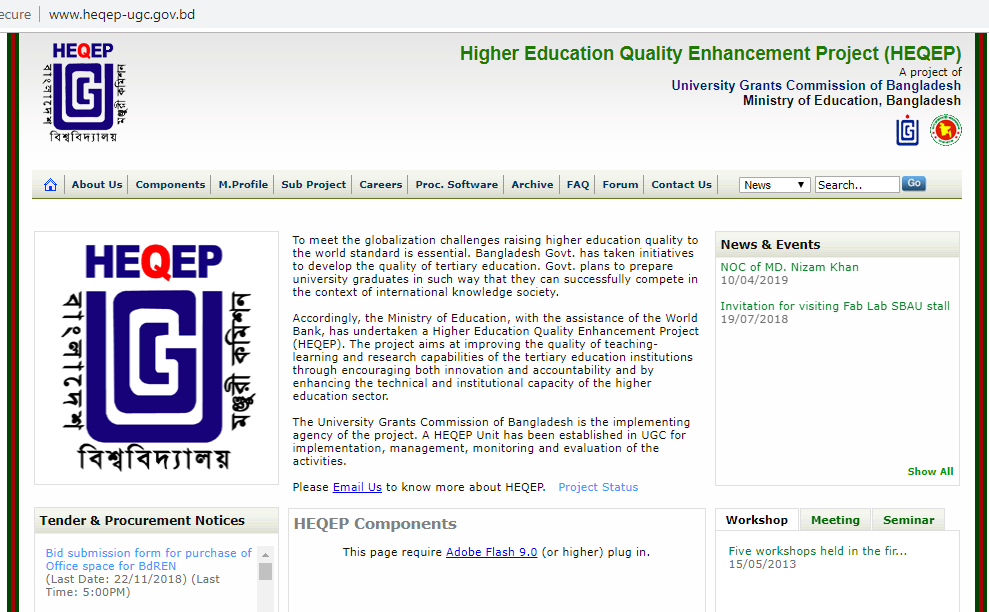 ecure | www.heqep-ugc.gov.bd
HEQEP
বাংলাদেশ
মঞ্জুরী কমিশন
বিশ্ববিদ্যালয়
Higher Education Quality Enhancement Project (HEQEP)
A project of
University Grants Commission of Bangladesh
Ministry of Education, Bangladesh
About Us | Components | M.Profile | Sub Project | Careers | Proc. Software | Archive | FAQ | Forum | Contact Us | News Search.. Go
HEQEP
বাংলাদেশ
মঞ্জুরী কমিশন
বিশ্ববিদ্যালয়
To meet the globalization challenges raising higher education quality to
the world standard is essential. Bangladesh Govt. has taken initiatives
to develop the quality of tertiary education. Govt. plans to prepare
university graduates in such way that they can successfully compete in
the context of international knowledge society.
Accordingly, the Ministry of Education, with the assistance of the World
Bank, has undertaken a Higher Education Quality Enhancement Project
(HEQEP). The project aims at improving the quality of teaching-
learning and research capabilities of the tertiary education institutions
through encouraging both innovation and accountability and by
enhancing the technical and institutional capacity of the higher
education sector.
The University Grants Commission of Bangladesh is the implementing
agency of the project. A HEQEP Unit has been established in UGC for
implementation, management, monitoring and evaluation of the
activities.
Please Email Us to know more about HEQEP. Project Status
News & Events
NOC of MD. Nizam Khan
10/04/2019
Invitation for visiting Fab Lab SBAU stall
19/07/2018
Show All
Tender & Procurement Notices
Bid submission form for purchase of
Office space for BdREN
(Last Date: 22/11/2018) (Last
Time: 5:00PM)
HEQEP Components
This page require Adobe Flash 9.0 (or higher) plug in.
Workshop Meeting Seminar
Five workshops held in the fir...
15/05/2013